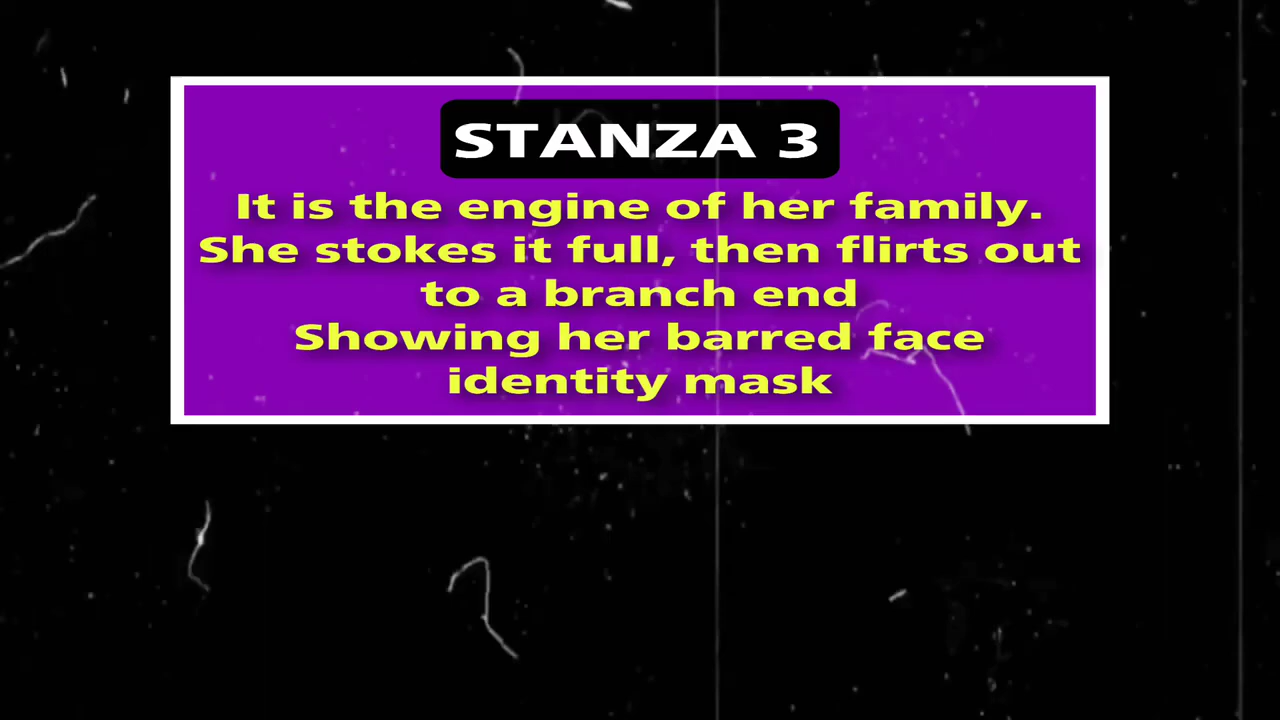 STANZA 3
It is the engine of her family.
She stokes it full, then flirts out
to a branch end
Showing her barred face
identity mask